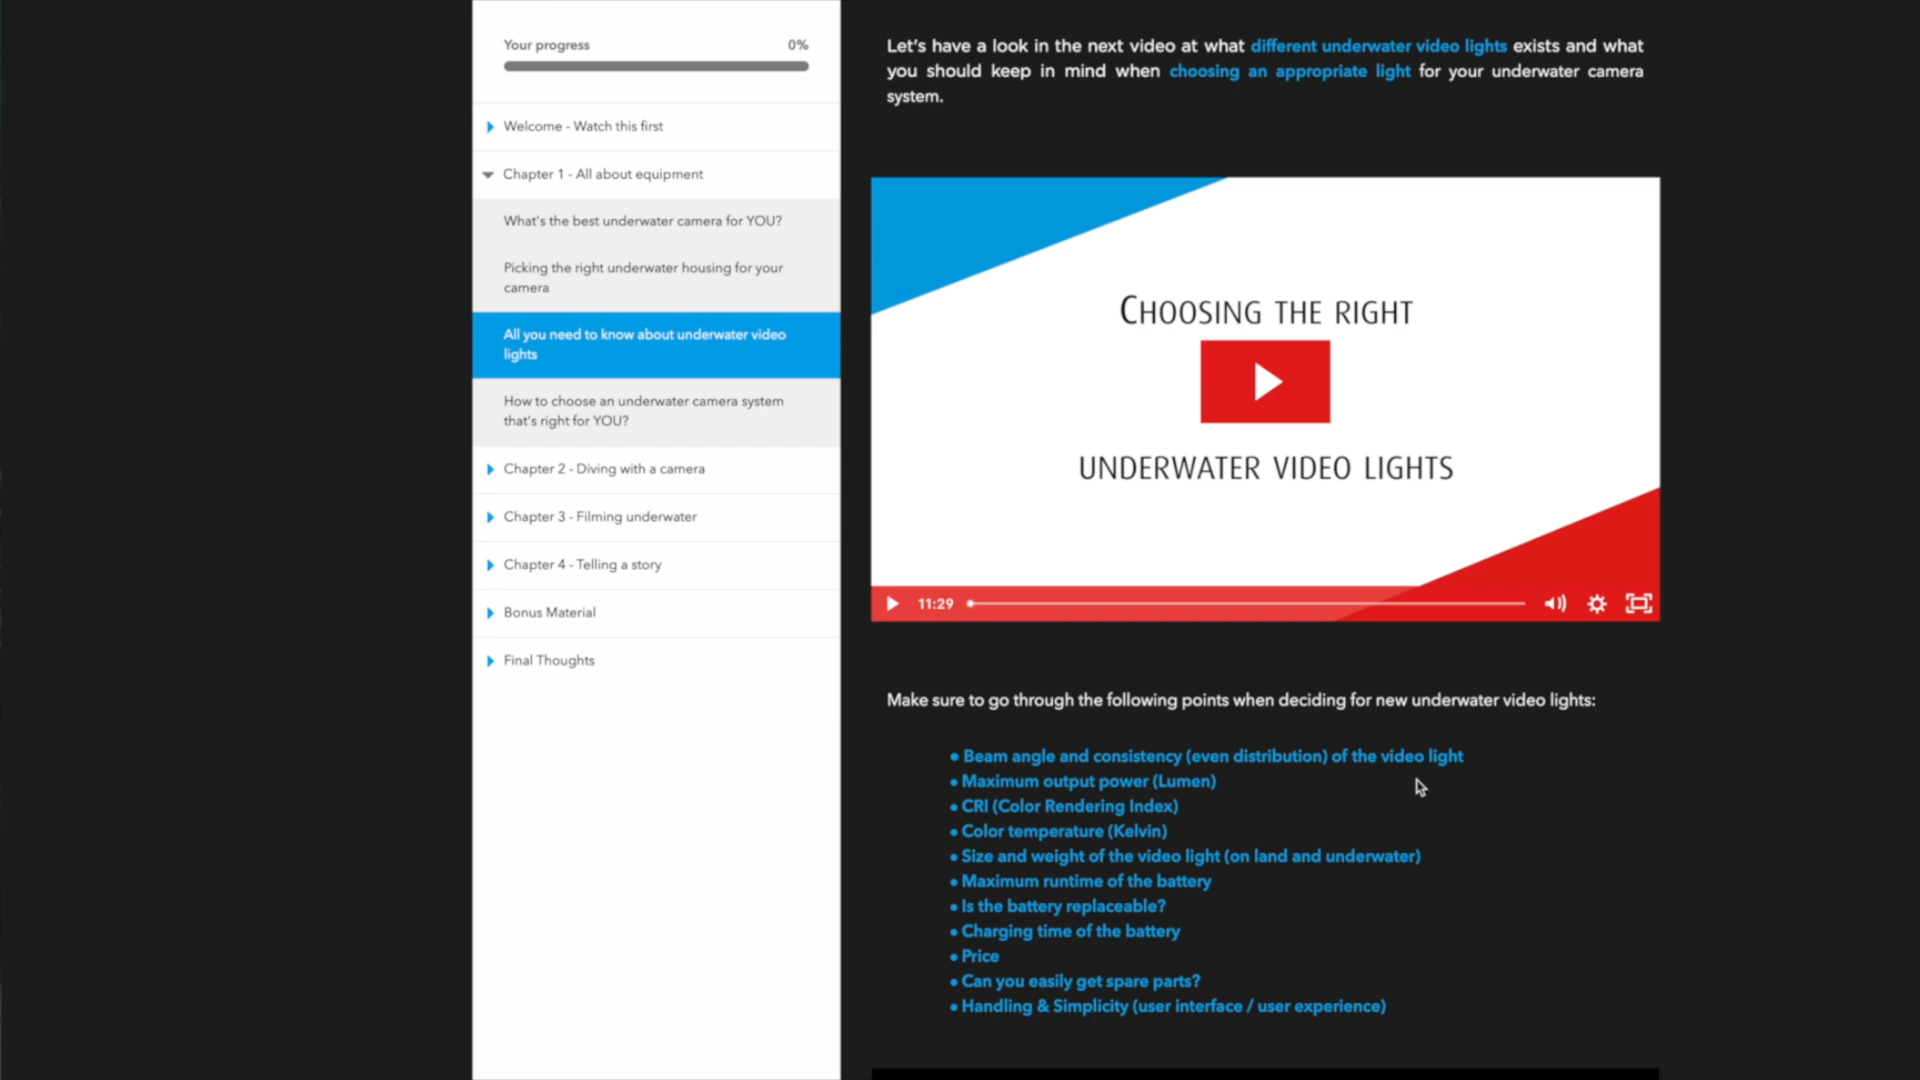 Your progress 0%
Welcome - Watch this first
Chapter 1 - All about equipment
What's the best underwater camera for YOU?
Picking the right underwater housing for your
camera
All you need to know about underwater video
lights
How to choose an underwater camera system
that's right for YOU?
Chapter 2 - Diving with a camera
Chapter 3 - Filming underwater
Chapter 4 - Telling a story
Bonus Material
Final Thoughts
Let's have a look in the next video at what different underwater video lights exists and what
you should keep in mind when choosing an appropriate light for your underwater camera
system.
CHOOSING THE RIGHT
UNDERWATER VIDEO LIGHTS
11:29
Make sure to go through the following points when deciding for new underwater video lights:
• Beam angle and consistency (even distribution) of the video light
• Maximum output power (Lumen)
• CRI (Color Rendering Index)
• Color temperature (Kelvin)
• Size and weight of the video light (on land and underwater)
• Maximum runtime of the battery
• Is the battery replaceable?
• Charging time of the battery
• Price
• Can you easily get spare parts?
• Handling & Simplicity (user interface / user experience)